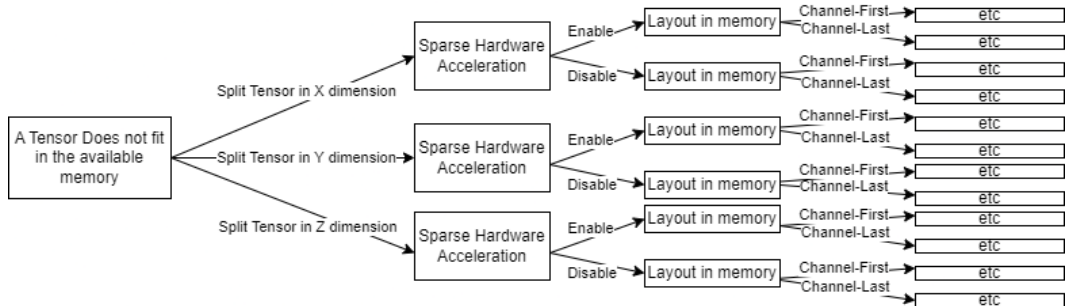 A Tensor Does not fit
in the available
memory
Split Tensor in X dimension
Sparse Hardware
Acceleration
Enable
Layout in memory
Channel-First
etc
Channel-Last
etc
Disable
Layout in memory
Channel-First
etc
Channel-Last
etc
Split Tensor in Y dimension
Sparse Hardware
Acceleration
Enable
Layout in memory
Channel-First
etc
Channel-Last
etc
Disable
Layout in memory
Channel-First
etc
Channel-Last
etc
Split Tensor in Z dimension
Sparse Hardware
Acceleration
Enable
Layout in memory
Channel-First
etc
Channel-Last
etc
Disable
Layout in memory
Channel-First
etc
Channel-Last
etc